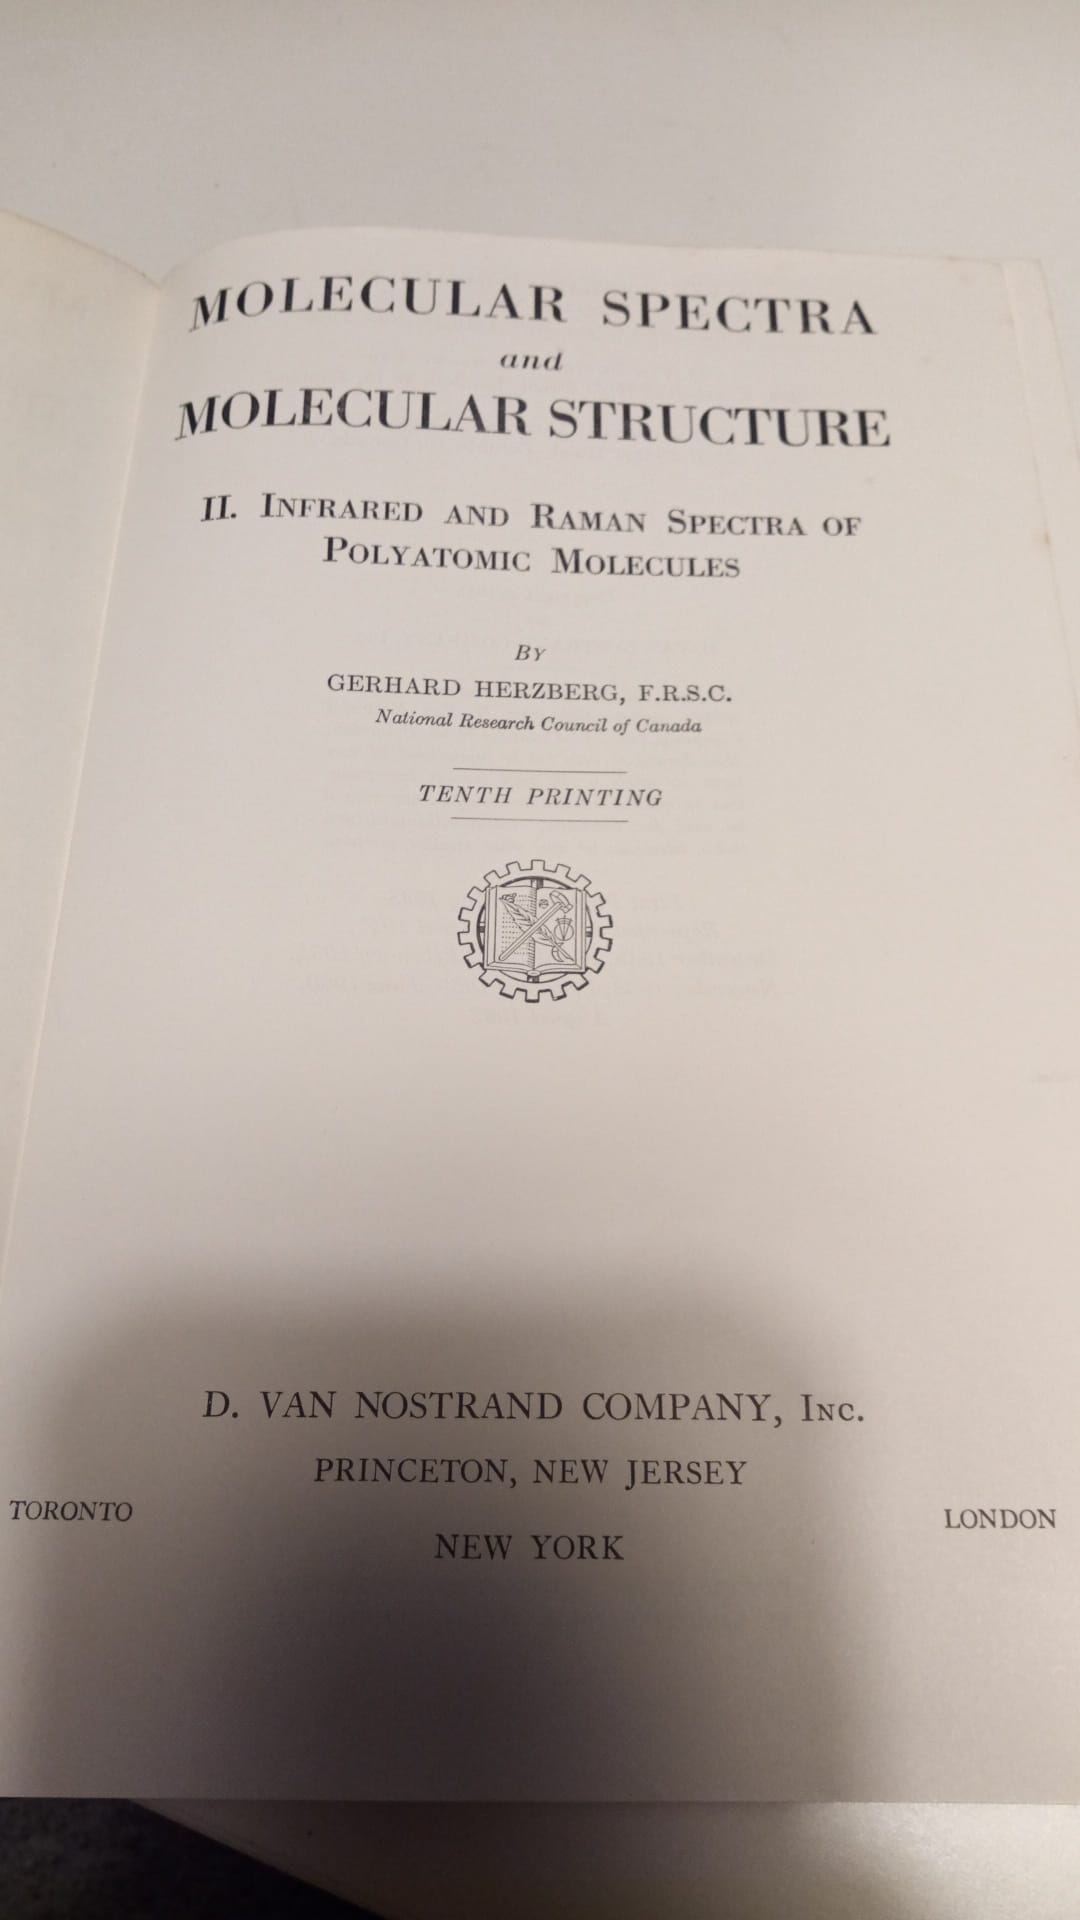 MOLECULAR SPECTRA
and
MOLECULAR STRUCTURE
II. INFRARED AND RAMAN SPECTRA OF
POLYATOMIC MOLECULES
BY
GERHARD HERZBERG, F.R.S.C.
National Research Council of Canada
TENTH PRINTING
D. VAN NOSTRAND COMPANY, INC.
PRINCETON, NEW JERSEY
TORONTO
LONDON
NEW YORK